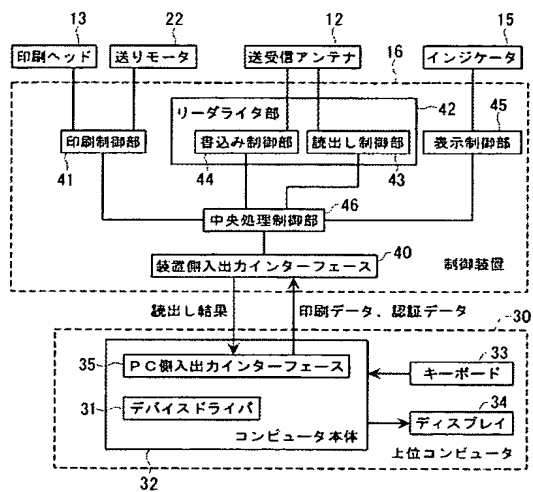 13 22 12 15
印刷ヘッド 送りモータ 送受信アンテナ インジケータ
16
リーダライタ部 42 45
印刷制御部 書込み制御部 読出し制御部 表示制御部
41 44 43
中央処理制御部 46
40
装置側入出力インターフェース 制御装置
読出し結果 印刷データ、認証データ
30
35 PC側入出力インターフェース 33
キーボード
31 デバイスドライバ 34
ディスプレイ
コンピュータ本体
上位コンピュータ
32